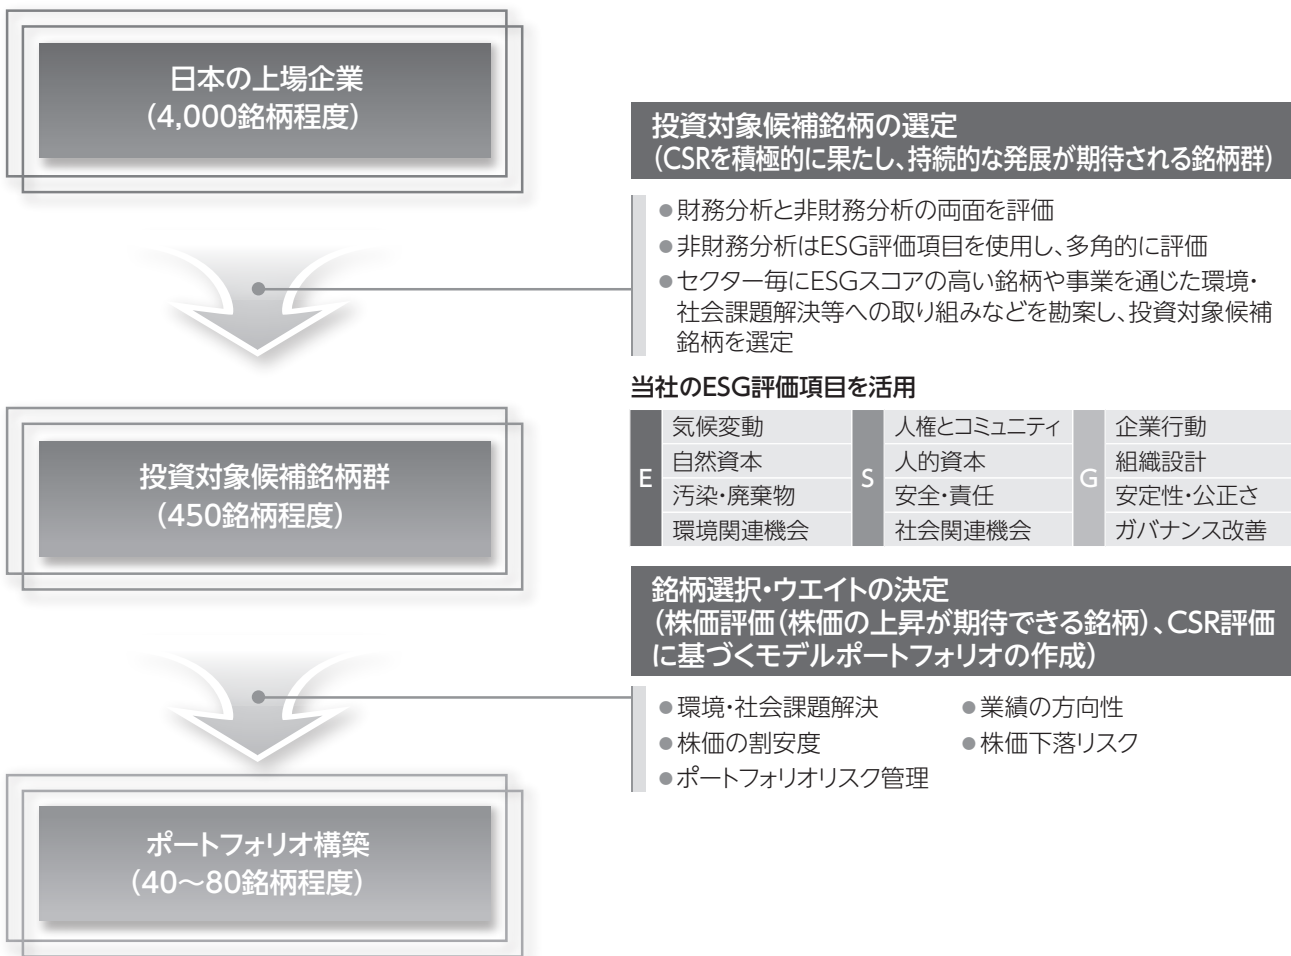 日本の上場企業
（4,000銘柄程度）
投資対象候補銘柄の選定
（CSRを積極的に果たし、持続的な発展が期待される銘柄群）
●財務分析と非財務分析の両面を評価
●非財務分析はESG評価項目を使用し、多角的に評価
●セクター毎にESGスコアの高い銘柄や事業を通じた環境・
社会課題解決等への取り組みなどを勘案し、投資対象候補
銘柄を選定
当社のESG評価項目を活用
E
気候変動
自然資本
汚染・廃棄物
環境関連機会
S
人権とコミュニティ
人的資本
安全・責任
社会関連機会
G
企業行動
組織設計
安定性・公正さ
ガバナンス改善
投資対象候補銘柄群
（450銘柄程度）
銘柄選択・ウエイトの決定
（株価評価（株価の上昇が期待できる銘柄）、CSR評価
に基づくモデルポートフォリオの作成）
●環境・社会課題解決
●業績の方向性
●株価の割安度
●株価下落リスク
●ポートフォリオリスク管理
ポートフォリオ構築
（40～80銘柄程度）